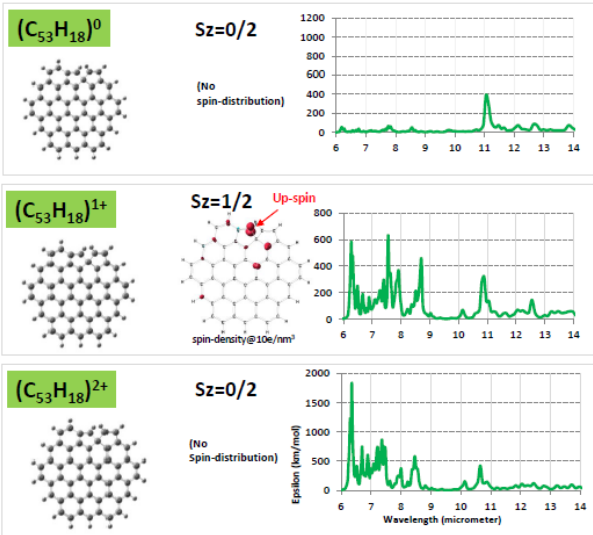 (C53H18)0
Sz=0/2
(No
spin-distribution)
1200
1000
800
600
400
200
0
6 7 8 9 10 11 12 13 14
(C53H18)1+
Sz=1/2
Up-spin
spin-density@10e/nm3
800
600
400
200
0
6 7 8 9 10 11 12 13 14
(C53H18)2+
Sz=0/2
(No
Spin-distribution)
Epsilon (km/mol)
2000
1500
1000
500
0
6 7 8 9 10 11 12 13 14
Wavelength (micrometer)